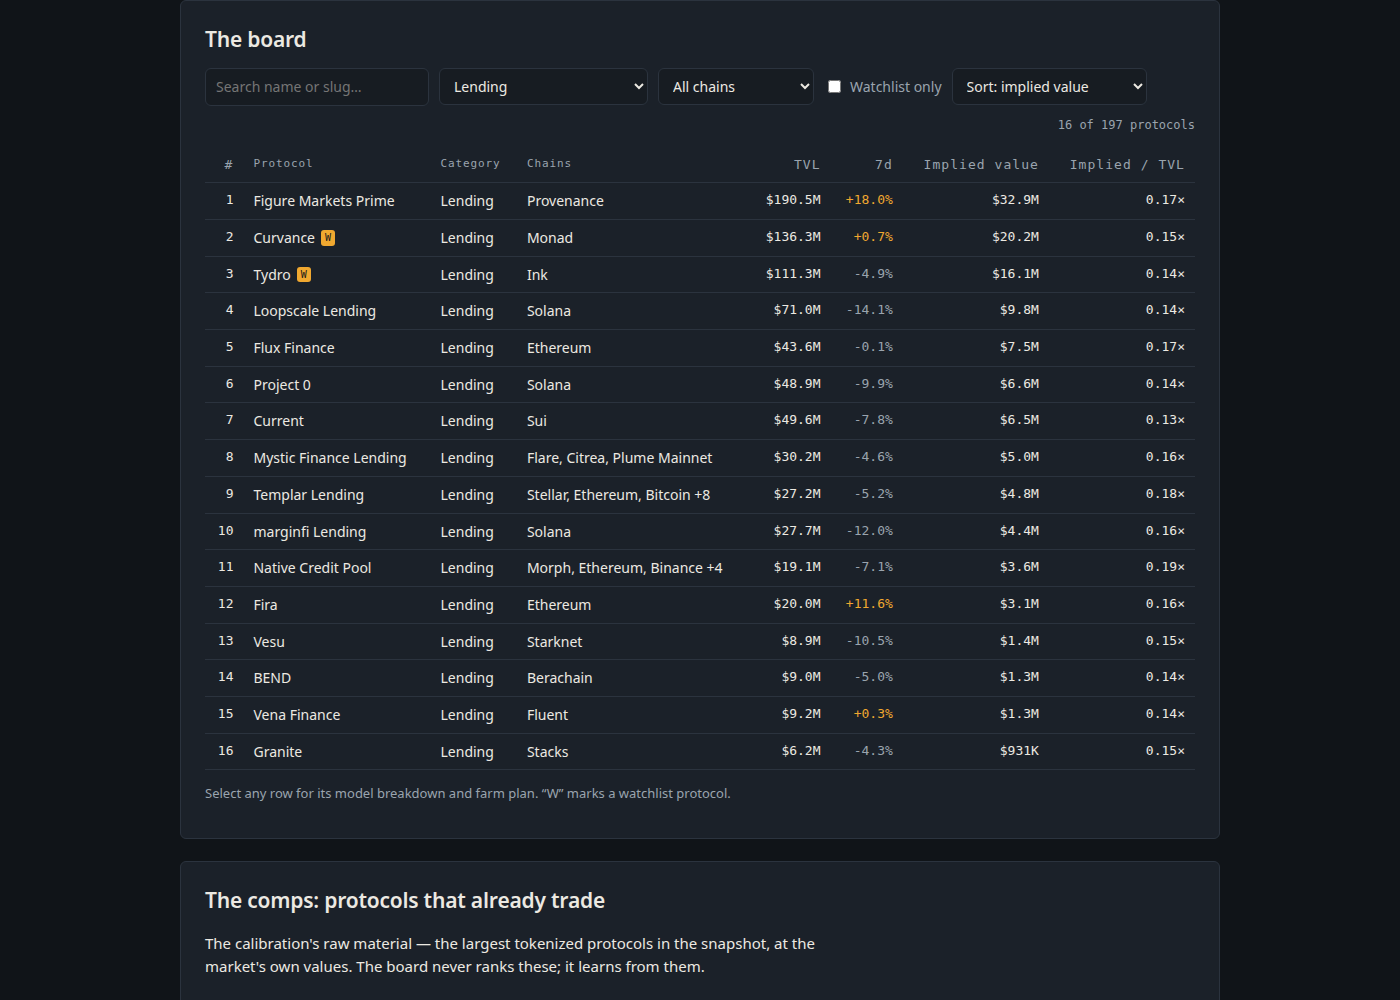 The board
Search name or slug... Lending All chains Watchlist only Sort: implied value
16 of 197 protocols
# Protocol Category Chains TVL 7d Implied value Implied / TVL
1 Figure Markets Prime Lending Provenance $190.5M +18.0% $32.9M 0.17×
2 Curvance W Lending Monad $136.3M +0.7% $20.2M 0.15×
3 Tydro W Lending Ink $111.3M -4.9% $16.1M 0.14×
4 Loopscale Lending Lending Solana $71.0M -14.1% $9.8M 0.14×
5 Flux Finance Lending Ethereum $43.6M -0.1% $7.5M 0.17×
6 Project 0 Lending Solana $48.9M -9.9% $6.6M 0.14×
7 Current Lending Sui $49.6M -7.8% $6.5M 0.13×
8 Mystic Finance Lending Lending Flare, Citrea, Plume Mainnet $30.2M -4.6% $5.0M 0.16×
9 Templar Lending Lending Stellar, Ethereum, Bitcoin +8 $27.2M -5.2% $4.8M 0.18×
10 marginfi Lending Lending Solana $27.7M -12.0% $4.4M 0.16×
11 Native Credit Pool Lending Morph, Ethereum, Binance +4 $19.1M -7.1% $3.6M 0.19×
12 Fira Lending Ethereum $20.0M +11.6% $3.1M 0.16×
13 Vesu Lending Starknet $8.9M -10.5% $1.4M 0.15×
14 BEND Lending Berachain $9.0M -5.0% $1.3M 0.14×
15 Vena Finance Lending Fluent $9.2M +0.3% $1.3M 0.14×
16 Granite Lending Stacks $6.2M -4.3% $931K 0.15×
Select any row for its model breakdown and farm plan. “W” marks a watchlist protocol.
The comps: protocols that already trade
The calibration's raw material — the largest tokenized protocols in the snapshot, at the
market's own values. The board never ranks these; it learns from them.